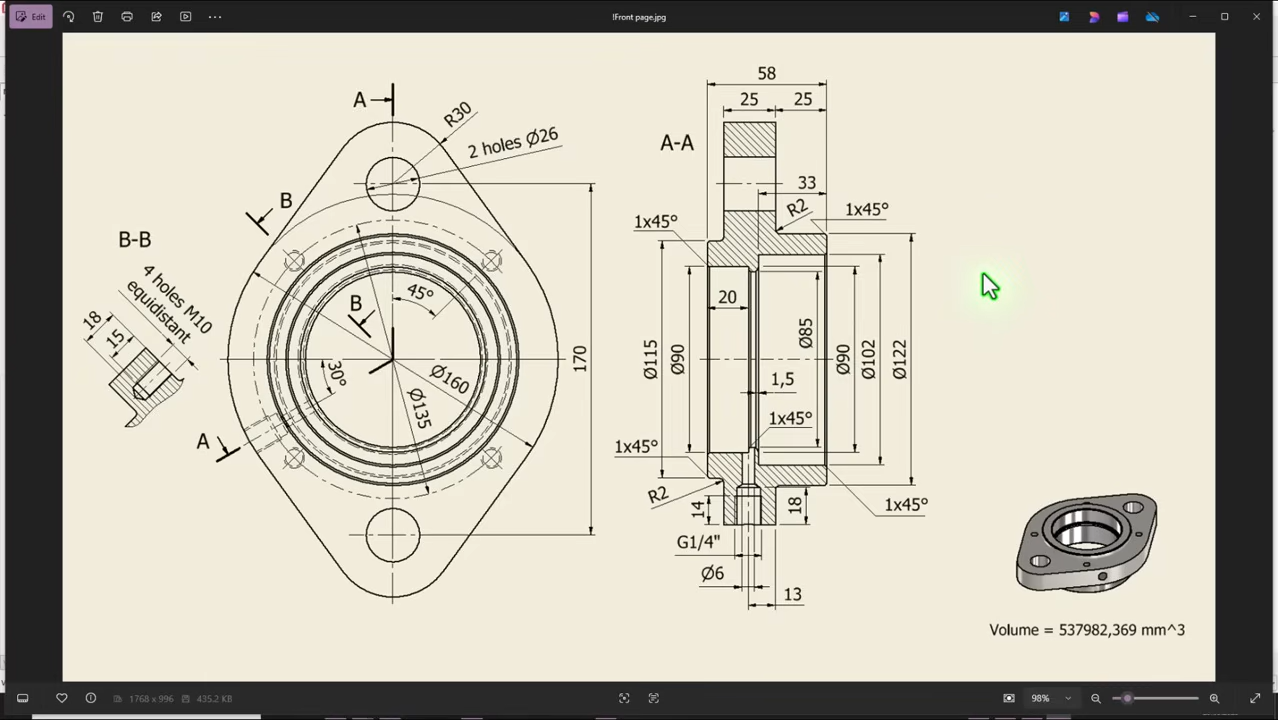 Edit
!Front page.jpg
A
R30
2 holes Ø26
B
B-B
4 holes M10
equidistant
18
15
B
45°
30°
Ø160
Ø135
A
170
58
25
25
A-A
33
R2
1x45°
1x45°
20
Ø115
Ø90
Ø85
Ø90
Ø102
Ø122
1,5
1x45°
1x45°
R2
14
18
1x45°
G1/4"
Ø6
13
Volume = 537982,369 mm^3
1768 x 996
435.2 KB
98%